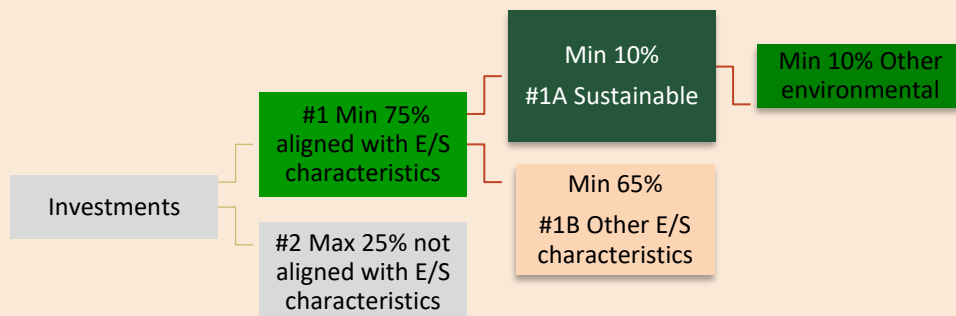 Investments
#1 Min 75%
aligned with E/S
characteristics
#2 Max 25% not
aligned with E/S
characteristics
Min 10%
#1A Sustainable
Min 65%
#1B Other E/S
characteristics
Min 10% Other
environmental